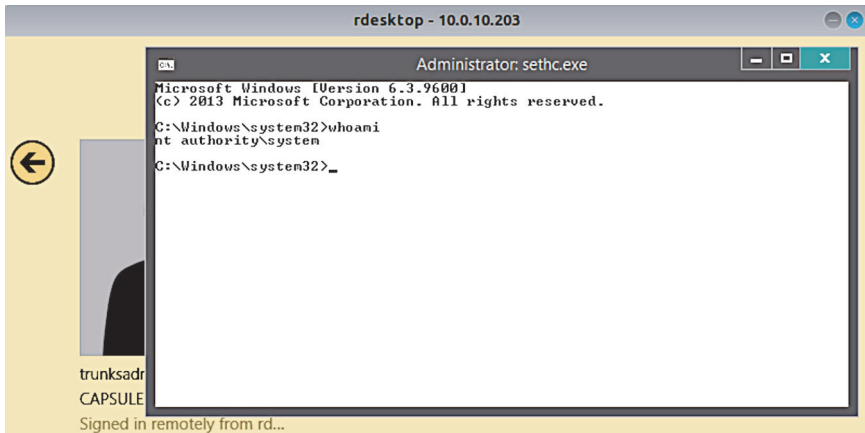 rdesktop - 10.0.10.203
Administrator: sethc.exe
Microsoft Windows [Version 6.3.9600]
(c) 2013 Microsoft Corporation. All rights reserved.
C:\Windows\system32>whoami
nt authority\system
C:\Windows\system32>_
trunksadr
CAPSULE
Signed in remotely from rd...